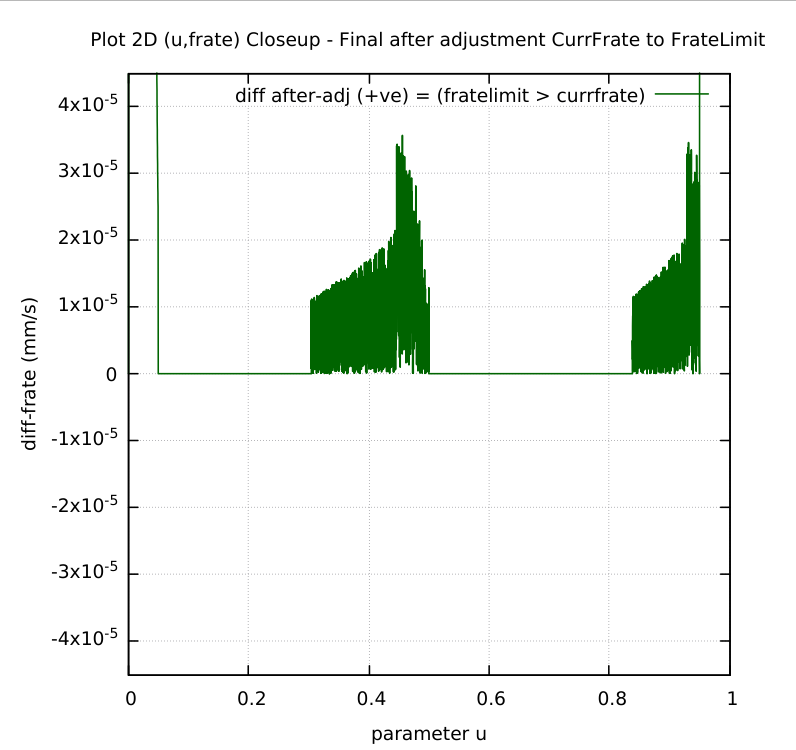 Plot 2D (u,frate) Closeup - Final after adjustment CurrFrate to FrateLimit
diff after-adj (+ve) = (fratelimit > currfrate)
4x10⁻⁵
3x10⁻⁵
2x10⁻⁵
1x10⁻⁵
0
-1x10⁻⁵
-2x10⁻⁵
-3x10⁻⁵
-4x10⁻⁵
diff-frate (mm/s)
0 0.2 0.4 0.6 0.8 1
parameter u